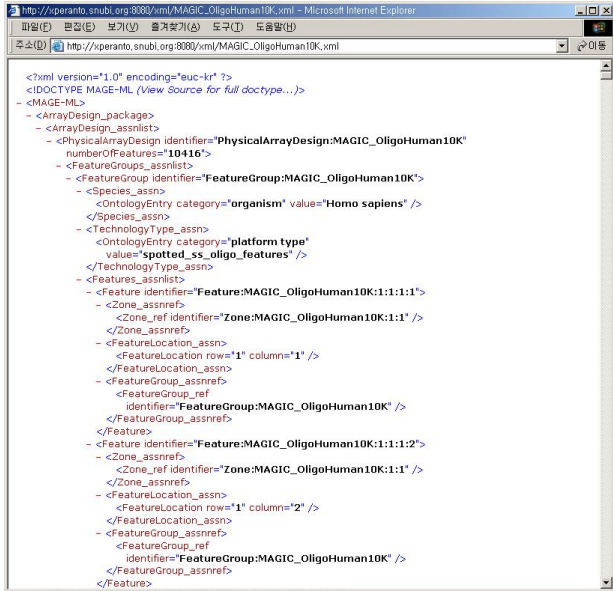 http://xperanto.snubi.org:8080/xml/MAGIC_OligoHuman10K.xml - Microsoft Internet Explorer
파일(F) 편집(E) 보기(V) 즐겨찾기(A) 도구(T) 도움말(H)
주소(D) http://xperanto.snubi.org:8080/xml/MAGIC_OligoHuman10K.xml 이동
<?xml version="1.0" encoding="euc-kr" ?>
<!DOCTYPE MAGE-ML (View Source for full doctype...)>
- <MAGE-ML>
- <ArrayDesign_package>
- <ArrayDesign_assnlist>
- <PhysicalArrayDesign identifier="PhysicalArrayDesign:MAGIC_OligoHuman10K"
numberOfFeatures="10416">
- <FeatureGroups_assnlist>
- <FeatureGroup identifier="FeatureGroup:MAGIC_OligoHuman10K">
- <Species_assn>
<OntologyEntry category="organism" value="Homo sapiens" />
</Species_assn>
- <TechnologyType_assn>
<OntologyEntry category="platform type"
value="spotted_ss_oligo_features" />
</TechnologyType_assn>
- <Features_assnlist>
- <Feature identifier="Feature:MAGIC_OligoHuman10K:1:1:1:1">
- <Zone_assnref>
<Zone_ref identifier="Zone:MAGIC_OligoHuman10K:1:1" />
</Zone_assnref>
- <FeatureLocation_assn>
<FeatureLocation row="1" column="1" />
</FeatureLocation_assn>
- <FeatureGroup_assnref>
<FeatureGroup_ref
identifier="FeatureGroup:MAGIC_OligoHuman10K" />
</FeatureGroup_assnref>
</Feature>
- <Feature identifier="Feature:MAGIC_OligoHuman10K:1:1:1:2">
- <Zone_assnref>
<Zone_ref identifier="Zone:MAGIC_OligoHuman10K:1:1" />
</Zone_assnref>
- <FeatureLocation_assn>
<FeatureLocation row="1" column="2" />
</FeatureLocation_assn>
- <FeatureGroup_assnref>
<FeatureGroup_ref
identifier="FeatureGroup:MAGIC_OligoHuman10K" />
</FeatureGroup_assnref>
</Feature>